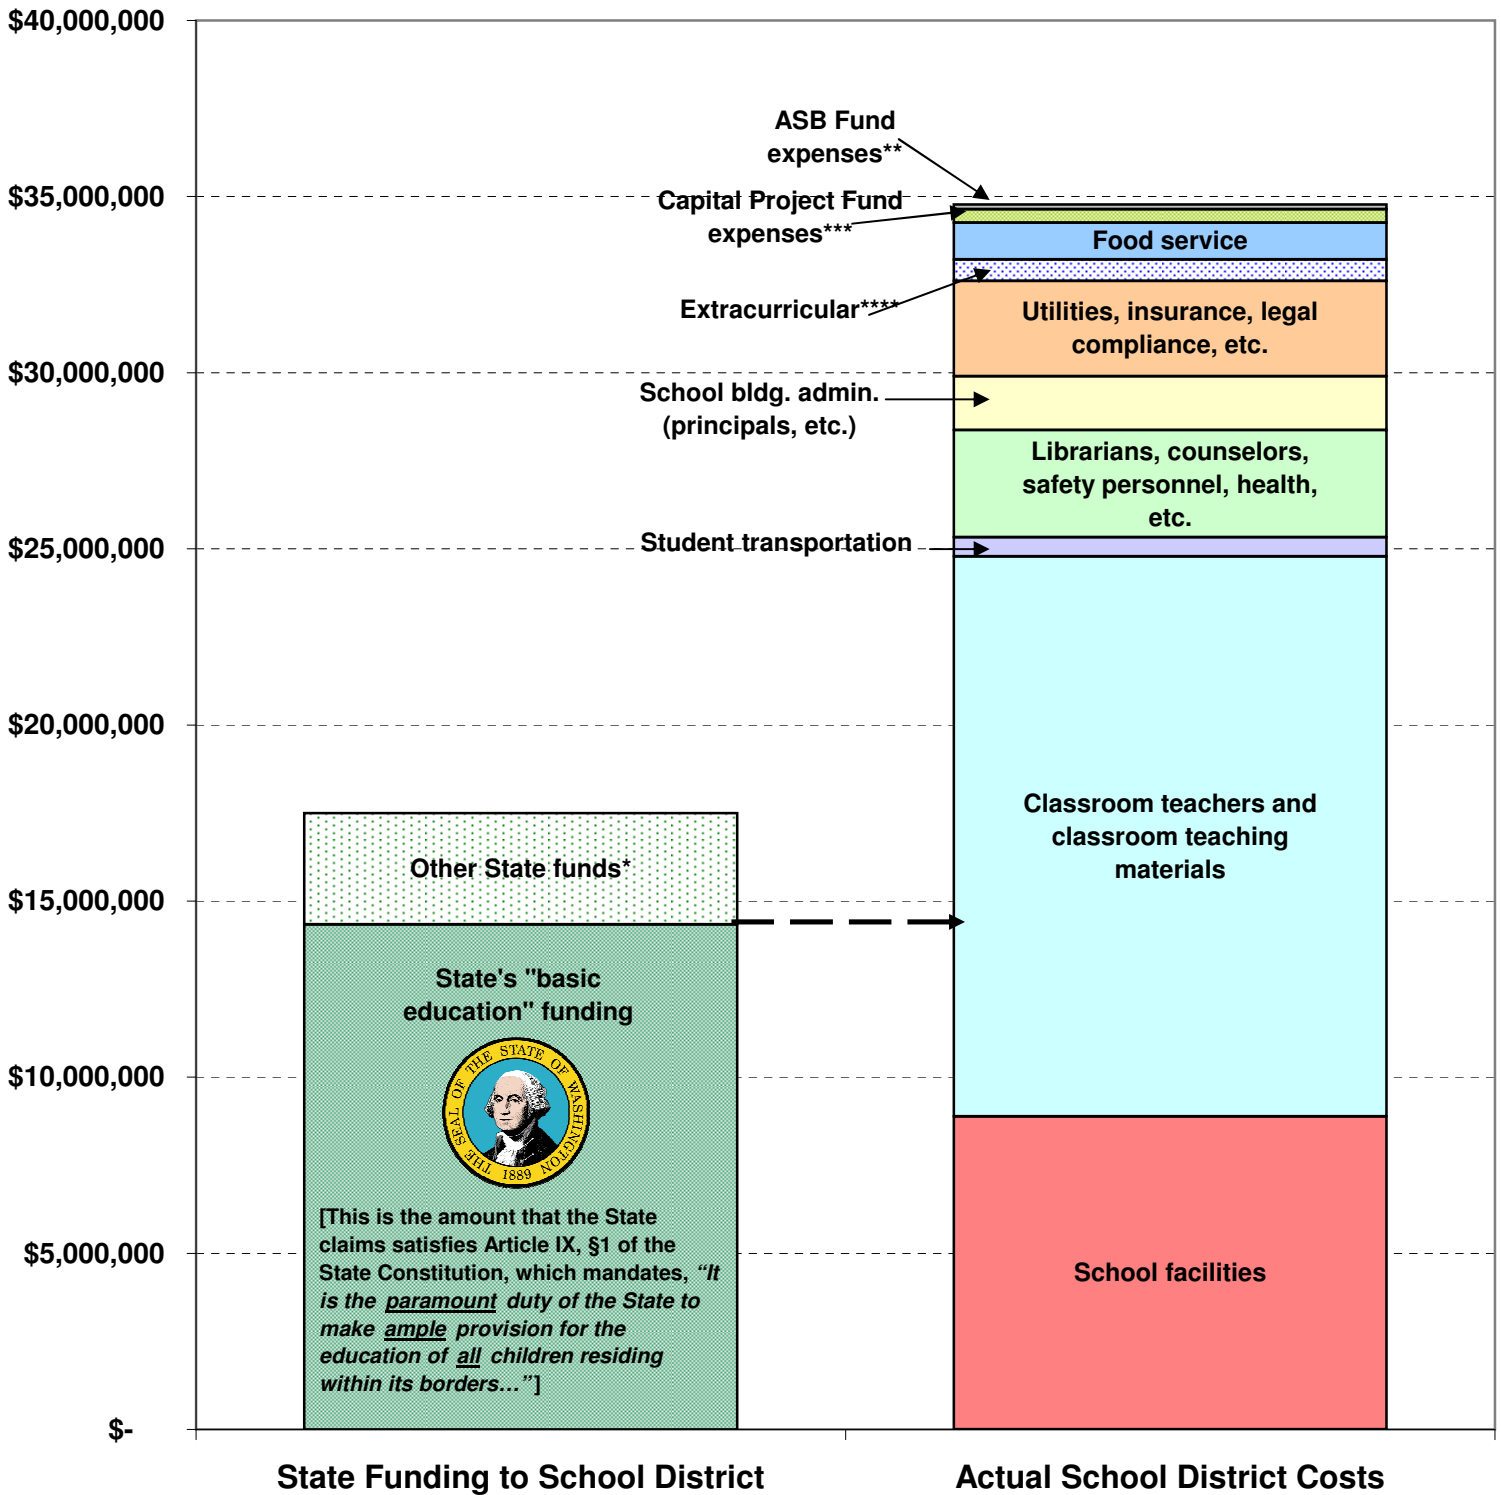 $40,000,000
ASB Fund
expenses**
$35,000,000
Capital Project Fund
expenses***
Food service
Extracurricular****
Utilities, insurance, legal
compliance, etc.
$30,000,000
School bldg. admin.
(principals, etc.)
Librarians, counselors,
safety personnel, health,
etc.
$25,000,000
Student transportation
$20,000,000
Classroom teachers and
classroom teaching
materials
Other State funds*
$15,000,000
State's "basic
education" funding
$10,000,000
THE SEAL OF THE STATE OF WASHINGTON
1889
[This is the amount that the State
claims satisfies Article IX, §1 of the
State Constitution, which mandates, “It
is the paramount duty of the State to
make ample provision for the
education of all children residing
within its borders…”]
$5,000,000
School facilities
$-
State Funding to School District
Actual School District Costs